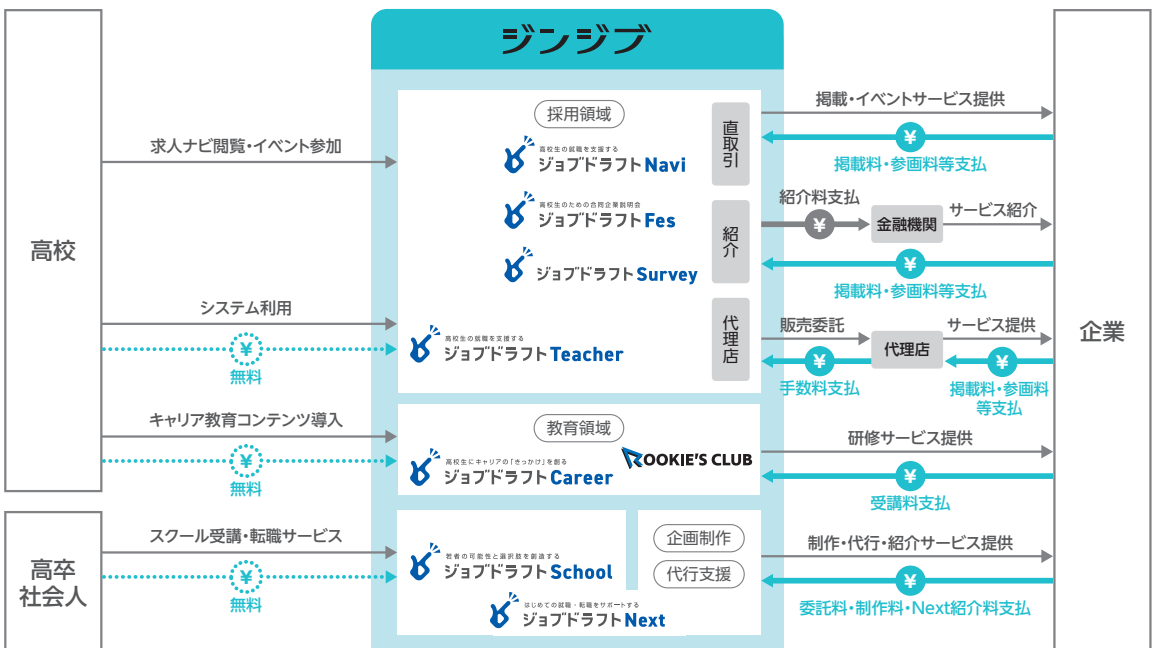 ジンジブ
高校
高卒
社会人
企業
求人ナビ閲覧・イベント参加
システム利用
¥
無料
キャリア教育コンテンツ導入
¥
無料
スクール受講・転職サービス
¥
無料
採用領域
高校生の就職を支援する
ジョブドラフトNavi
高校生のための合同企業説明会
ジョブドラフトFes
ジョブドラフトSurvey
高校生の就職を支援する
ジョブドラフトTeacher
直取引
紹介
代理店
教育領域
高校生にキャリアの「きっかけ」を創る
ジョブドラフトCareer
ROOKIE'S CLUB
若者の可能性と選択肢を創造する
ジョブドラフトSchool
企画制作
代行支援
はじめての就職・転職をサポートする
ジョブドラフトNext
掲載・イベントサービス提供
¥
掲載料・参画料等支払
紹介料支払
¥
金融機関
サービス紹介
¥
掲載料・参画料等支払
販売委託
¥
手数料支払
代理店
サービス提供
¥
掲載料・参画料
等支払
研修サービス提供
¥
受講料支払
制作・代行・紹介サービス提供
¥
委託料・制作料・Next紹介料支払